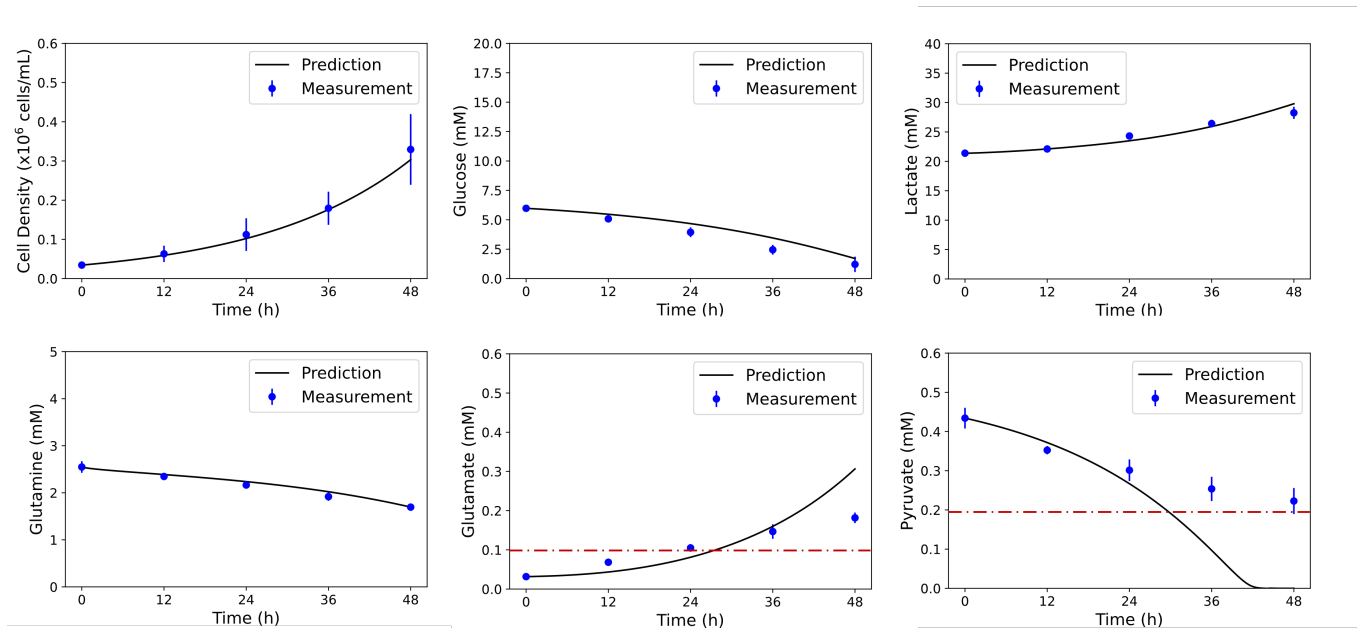 0.6
0.5
0.4
0.3
0.2
0.1
0.0
Cell Density (x10⁶ cells/mL)
Prediction
Measurement
0 12 24 36 48
Time (h)
20.0
17.5
15.0
12.5
10.0
7.5
5.0
2.5
0.0
Glucose (mM)
Prediction
Measurement
0 12 24 36 48
Time (h)
40
35
30
25
20
15
10
5
0
Lactate (mM)
Prediction
Measurement
0 12 24 36 48
Time (h)
5
4
3
2
1
0
Glutamine (mM)
Prediction
Measurement
0 12 24 36 48
Time (h)
0.6
0.5
0.4
0.3
0.2
0.1
0.0
Glutamate (mM)
Prediction
Measurement
0 12 24 36 48
Time (h)
0.6
0.5
0.4
0.3
0.2
0.1
0.0
Pyruvate (mM)
Prediction
Measurement
0 12 24 36 48
Time (h)